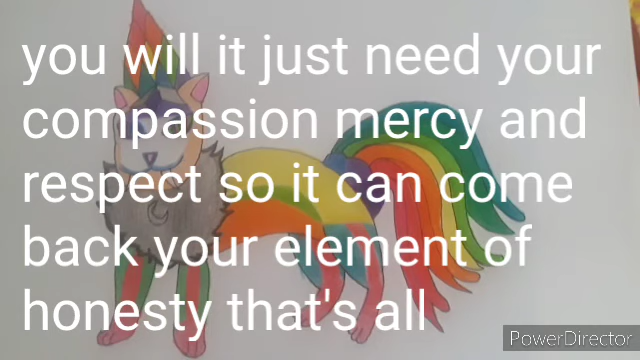 you will it just need your
compassion mercy and
respect so it can come
back your element of
honesty that's all
PowerDirector